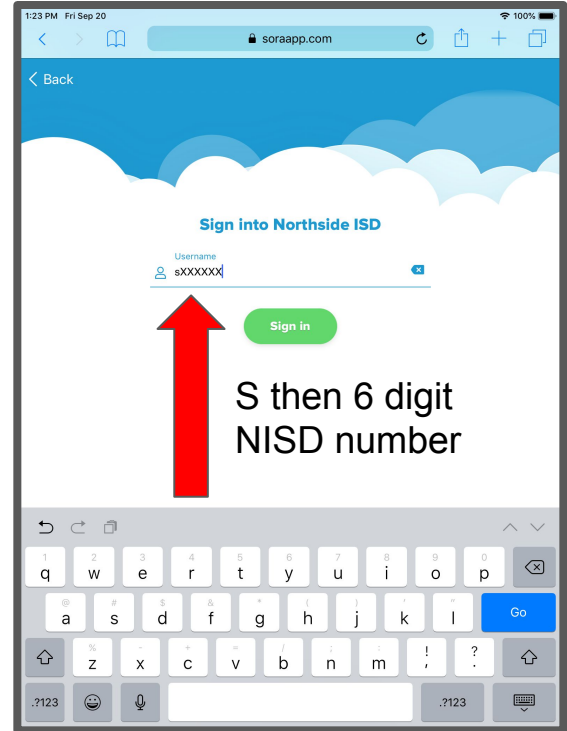 1:23 PM Fri Sep 20 100%
soraapp.com
Back
Sign into Northside ISD
Username
sXXXXXX
Sign in
S then 6 digit
NISD number
1 2 3 4 5 6 7 8 9 0
q w e r t y u i o p
@ # $ & * ( ) ' "
a s d f g h j k l Go
% - + = / ; : ! ?
z x c v b n m , .
.?123 .?123